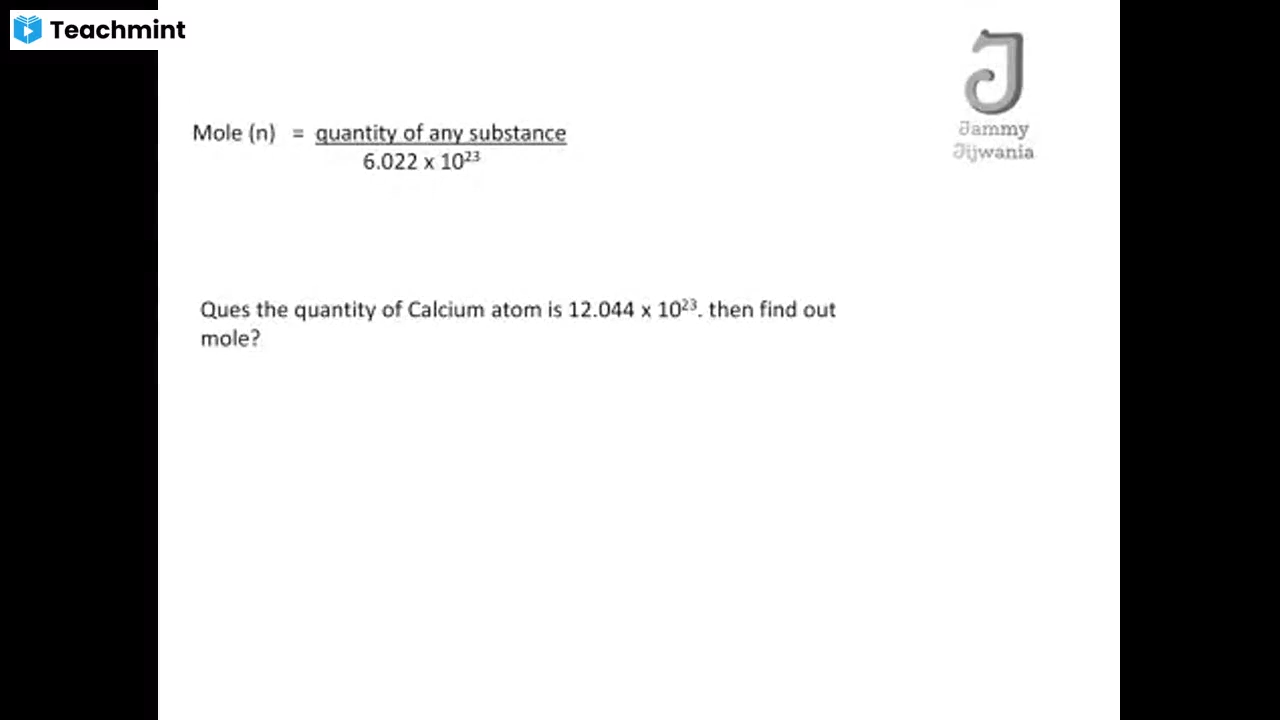 Teachmint
Jammy
Jijwania
Mole (n) = quantity of any substance
6.022 x 10²³
Ques the quantity of Calcium atom is 12.044 x 10²³. then find out
mole?